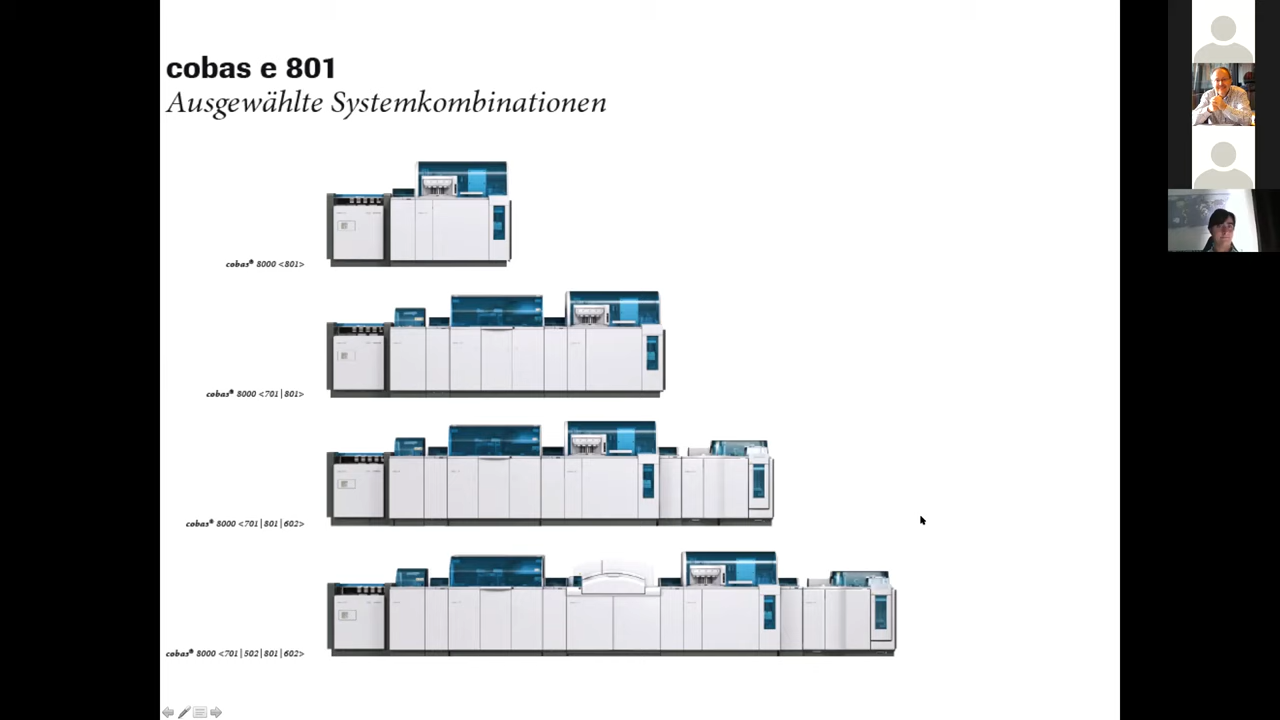 cobas e 801
Ausgewählte Systemkombinationen
cobas® 8000 <801>
cobas® 8000 <701|801>
cobas® 8000 <701|801|602>
cobas® 8000 <701|502|801|602>